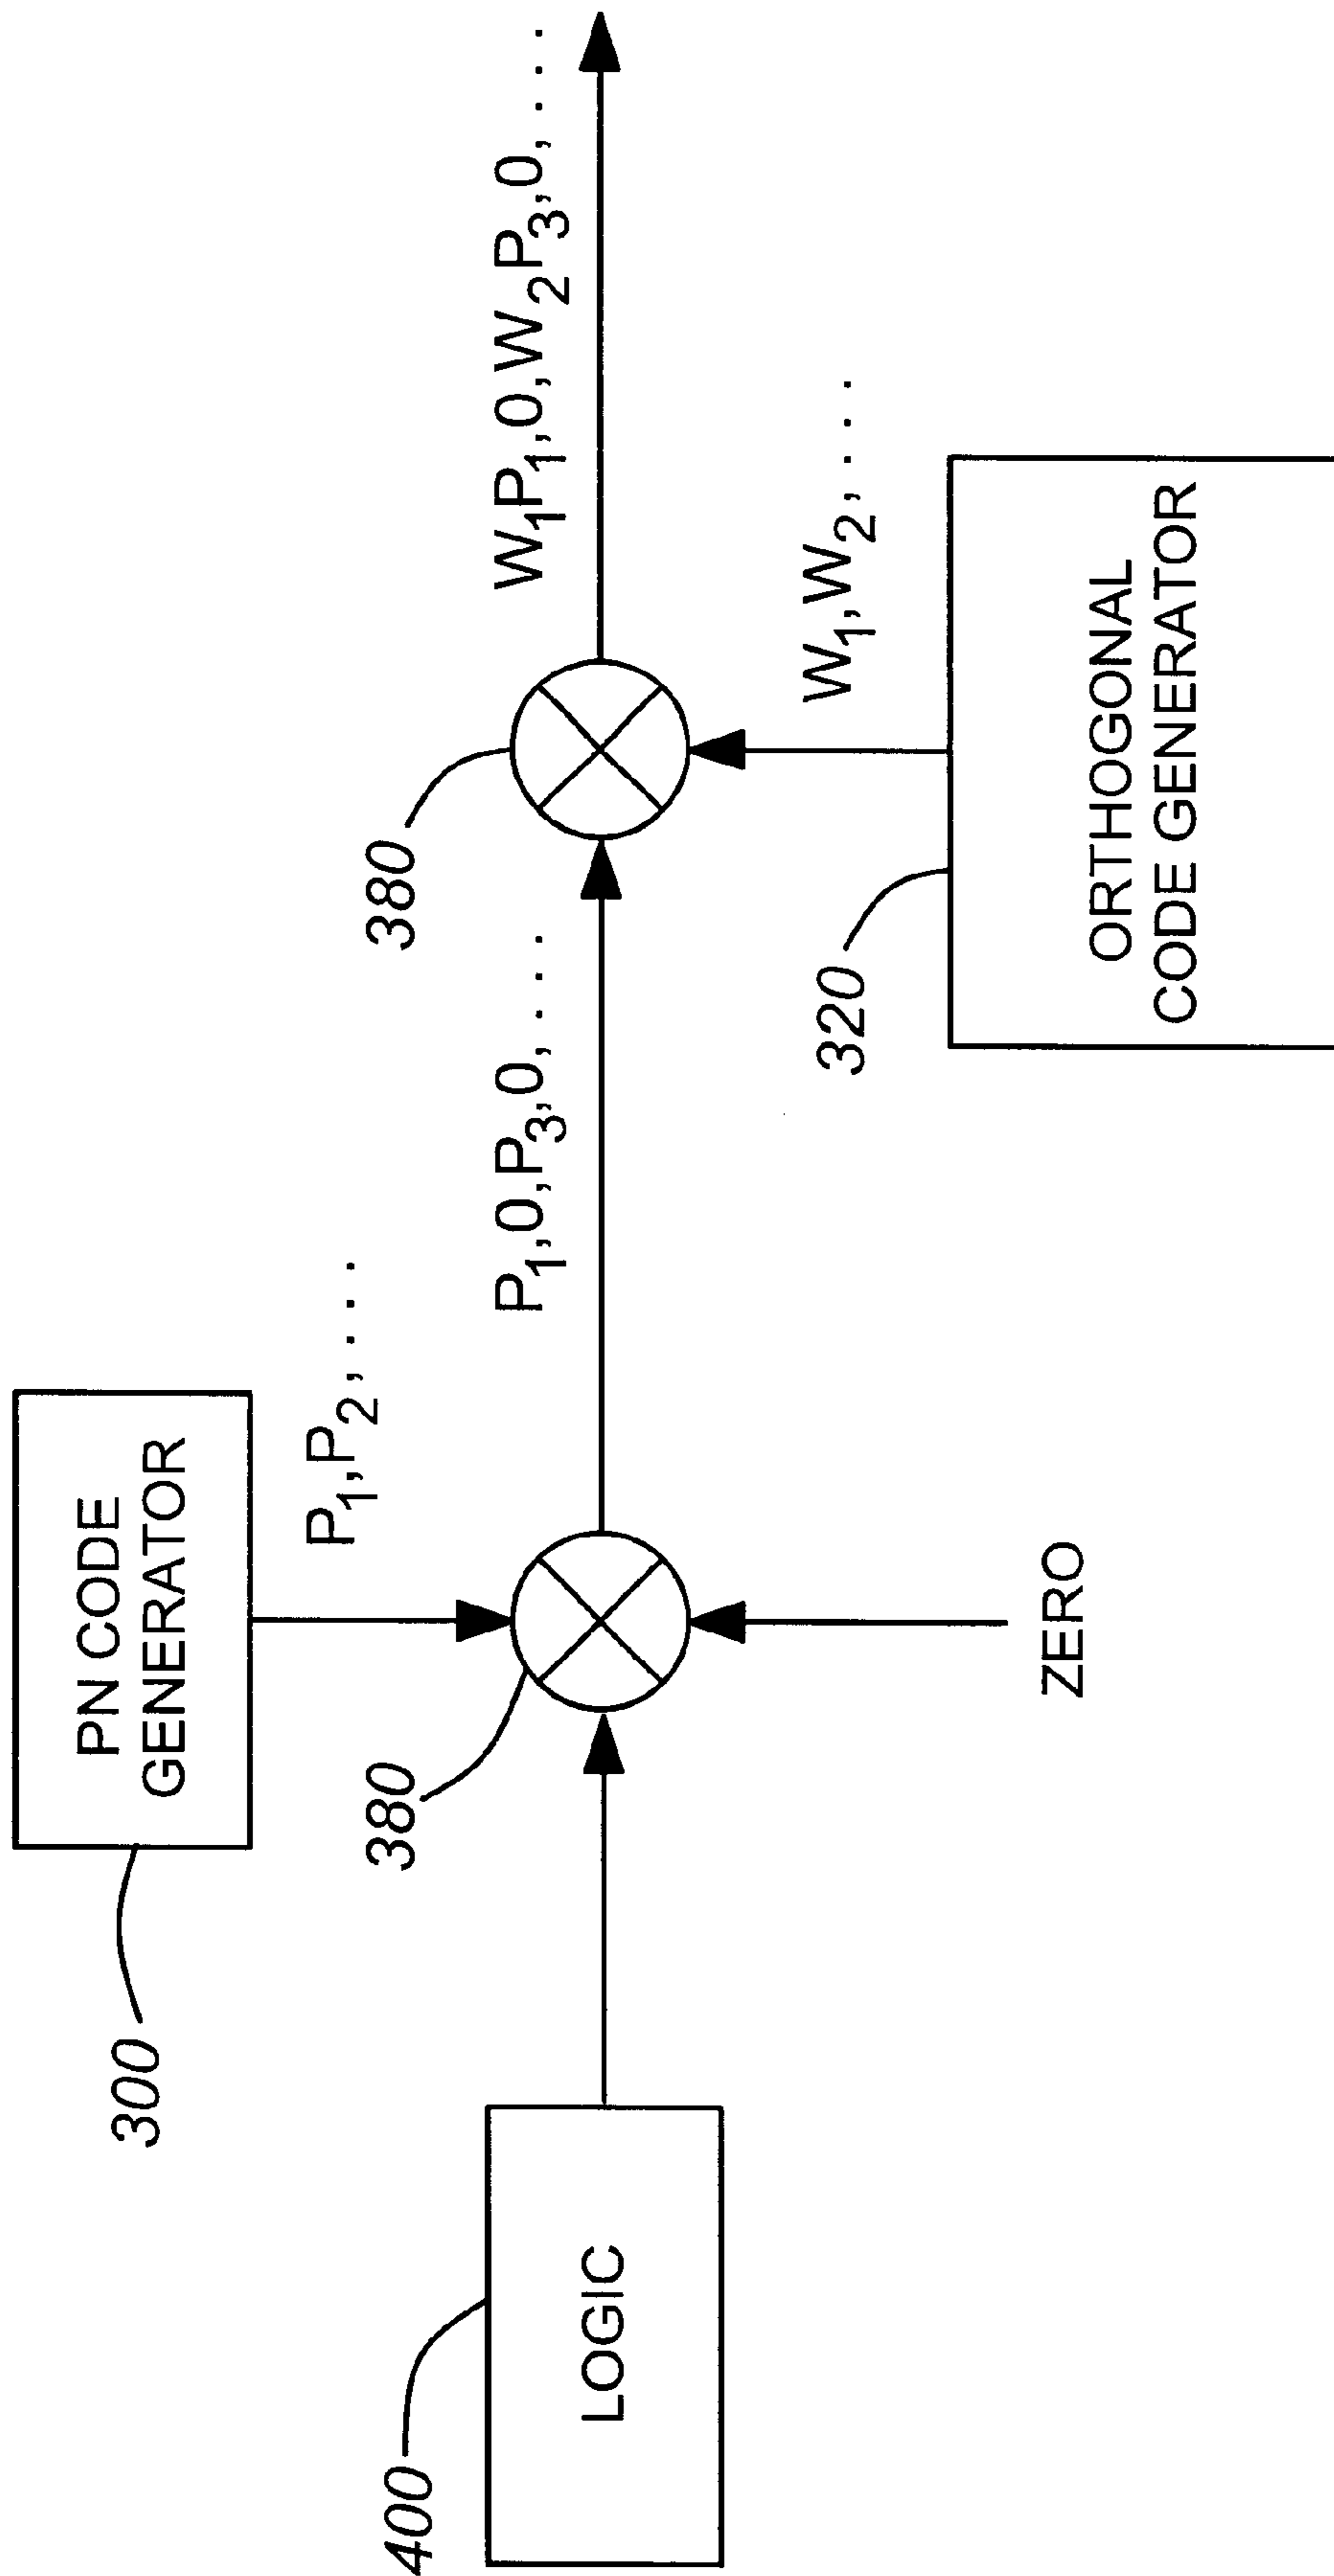 PN CODE
GENERATOR
300
P1,P2,...
400
LOGIC
380
P1,0,P3,0,...
380
W1P1,0,W2P3,0,...
ZERO
W1,W2,...
320
ORTHOGONAL
CODE GENERATOR